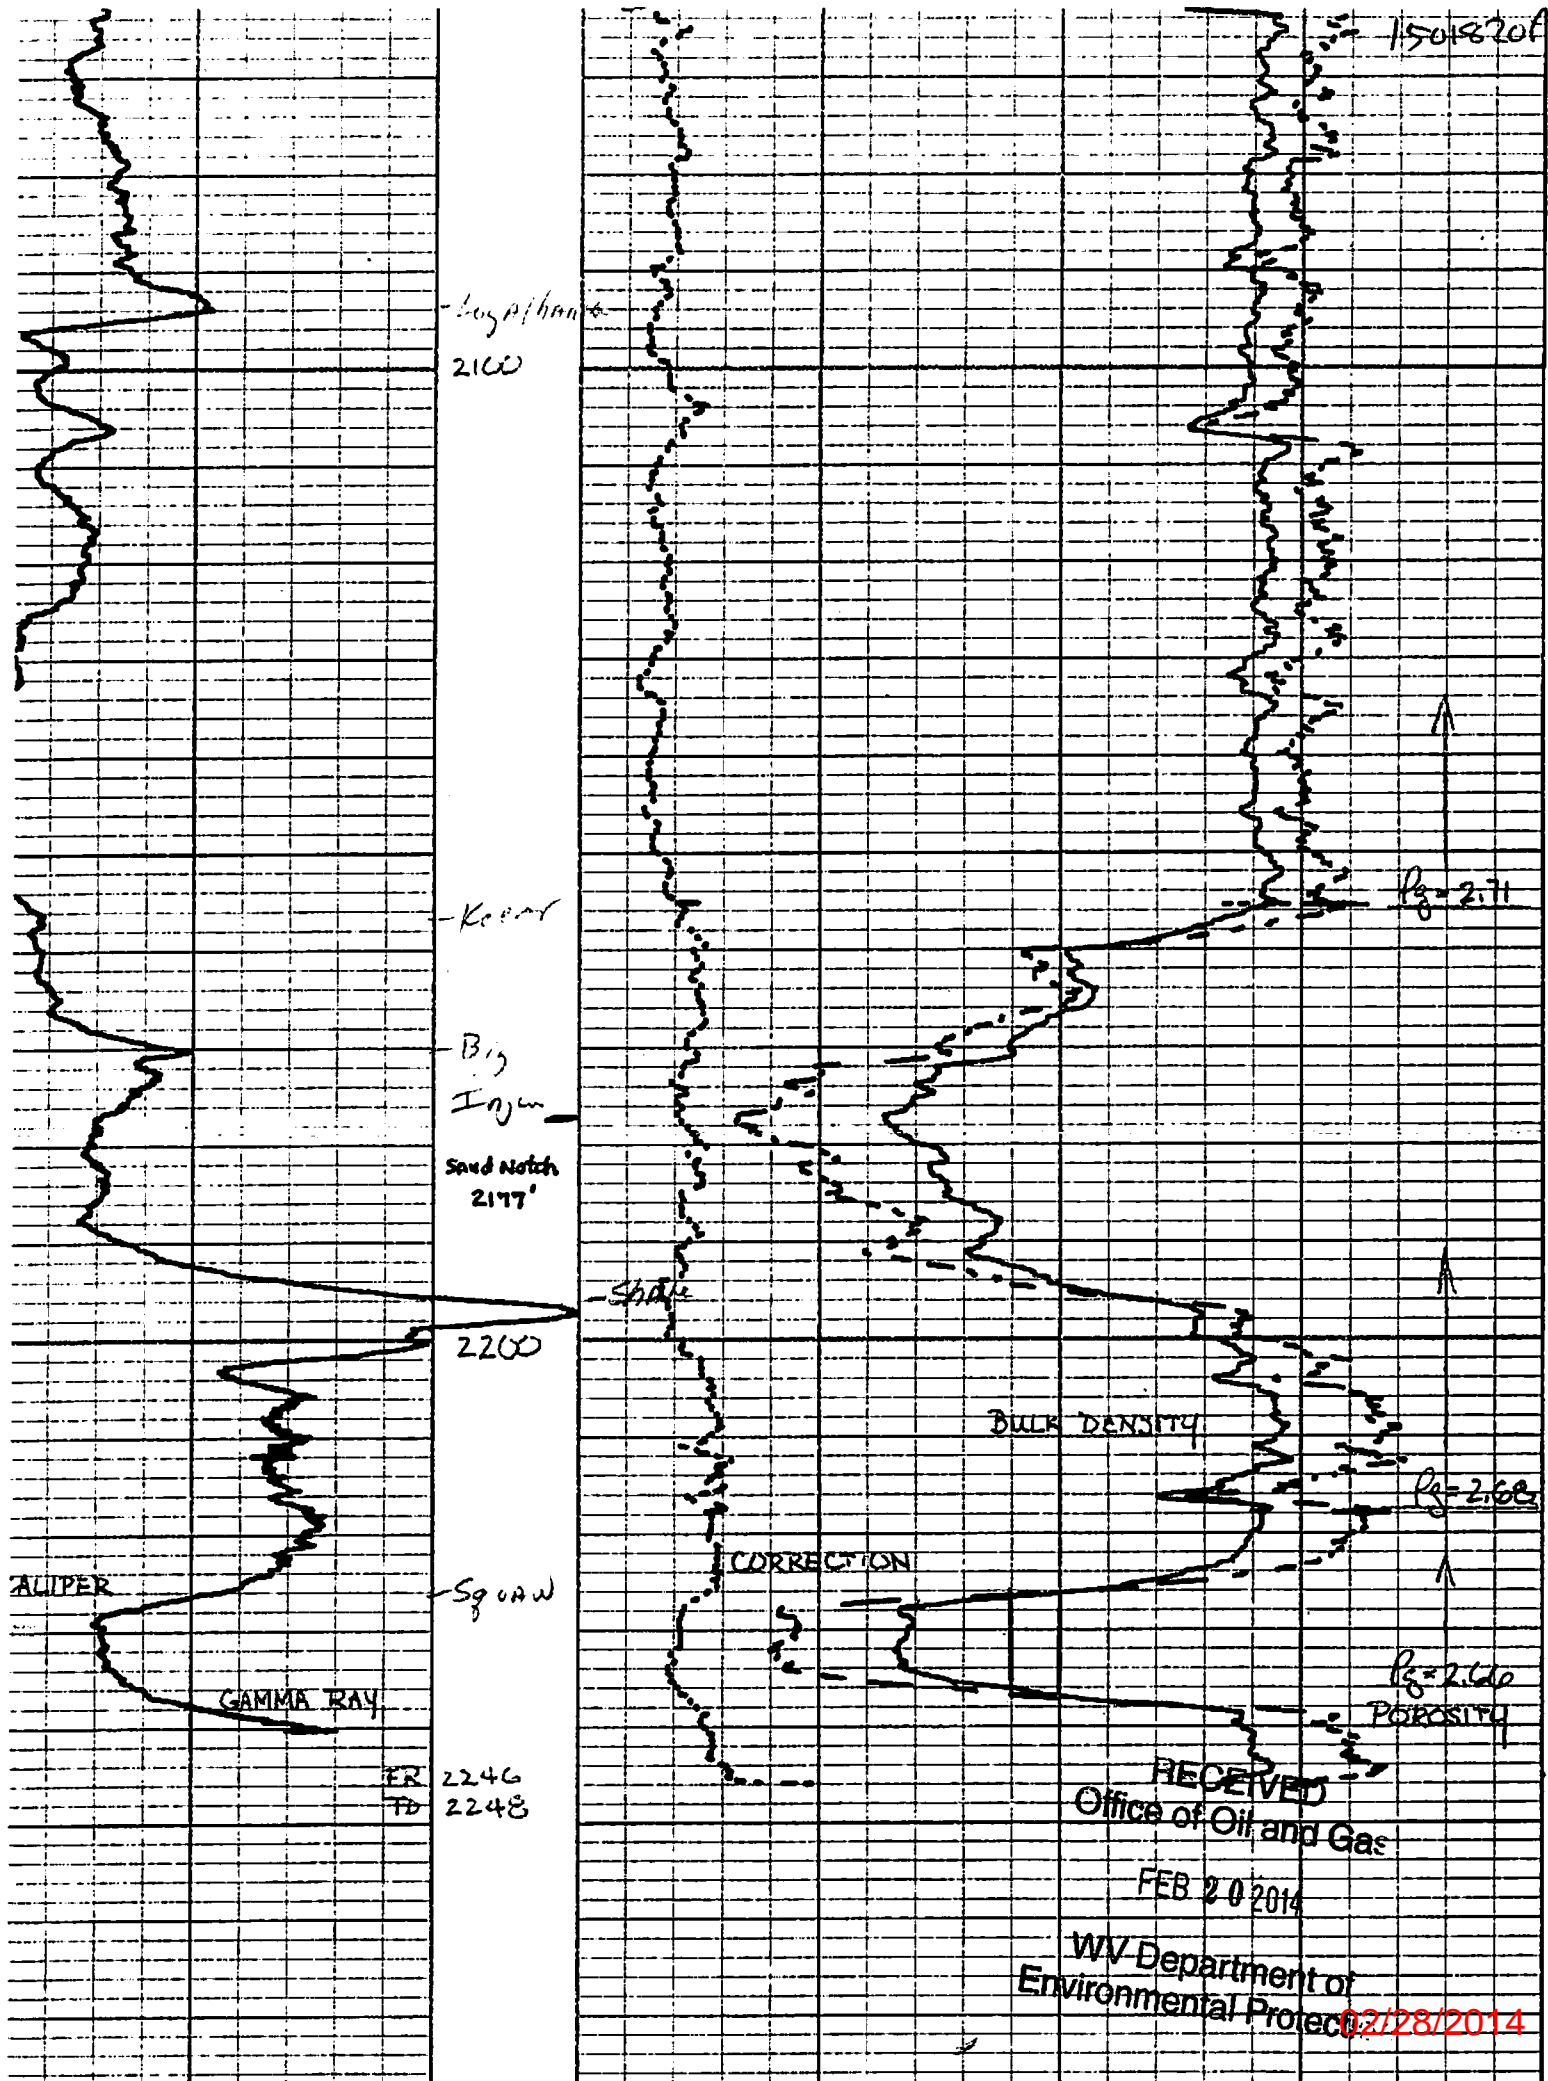 1501820P
2100
ρg = 2.71
Keener
Big
Injun
Sand Notch
2177'
Shale
2200
BULK DENSITY
ρg = 2.68
CORRECTION
CALIPER
Squaw
ρg = 2.66
GAMMA RAY
POROSITY
FR 2246
TD 2248
RECEIVED
Office of Oil and Gas
FEB 20 2014
WV Department of
Environmental Protection
02/28/2014